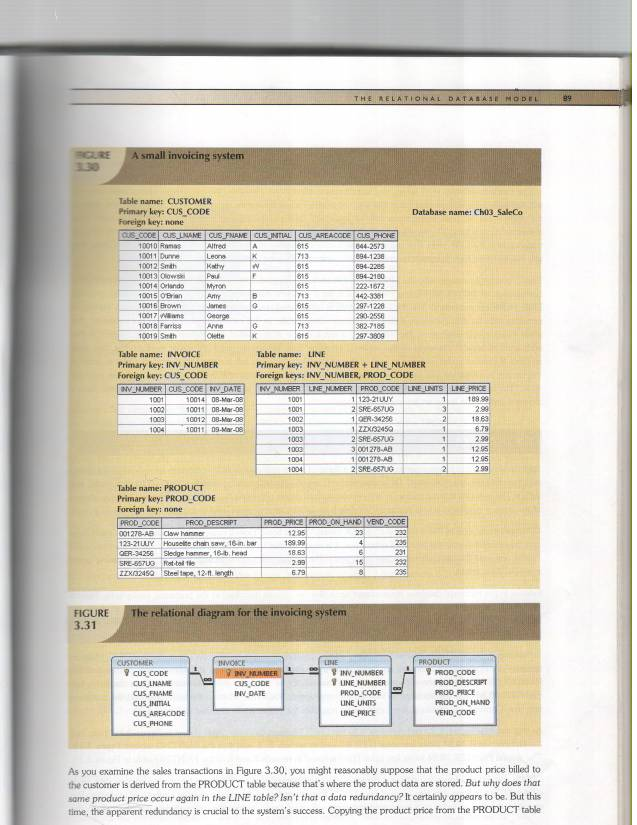 THE RELATIONAL DATABASE MODEL 89
FIGURE 3.30
A small invoicing system
Table name: CUSTOMER
Primary key: CUS_CODE
Foreign key: none
Database name: Ch03_SaleCo
CUS_CODE CUS_LNAME CUS_FNAME CUS_INITIAL CUS_AREACODE CUS_PHONE
10010 Ramas Alfred A 615 844-2573
10011 Dunne Leona K 713 894-1238
10012 Smith Kathy W 615 894-2285
10013 Olowski Paul F 615 894-2180
10014 Orlando Myron 615 222-1672
10015 O'Brian Amy B 713 442-3381
10016 Brown James G 615 297-1228
10017 Williams George 615 290-2556
10018 Farriss Anne G 713 382-7185
10019 Smith Olette K 615 297-3809
Table name: INVOICE
Primary key: INV_NUMBER
Foreign key: CUS_CODE
INV_NUMBER CUS_CODE INV_DATE
1001 10014 08-Mar-08
1002 10011 08-Mar-08
1003 10012 08-Mar-08
1004 10011 09-Mar-08
Table name: LINE
Primary key: INV_NUMBER + LINE_NUMBER
Foreign keys: INV_NUMBER, PROD_CODE
INV_NUMBER LINE_NUMBER PROD_CODE LINE_UNITS LINE_PRICE
1001 1 123-21UUY 1 189.99
1001 2 SRE-657UG 3 2.99
1002 1 QER-34256 2 18.63
1003 1 ZZX/3245Q 1 6.79
1003 2 SRE-657UG 1 2.99
1003 3 001278-AB 1 12.95
1004 1 001278-AB 1 12.95
1004 2 SRE-657UG 2 2.99
Table name: PRODUCT
Primary key: PROD_CODE
Foreign key: none
PROD_CODE PROD_DESCRIPT PROD_PRICE PROD_ON_HAND VEND_CODE
001278-AB Claw hammer 12.95 23 232
123-21UUY Houselite chain saw, 16-in. bar 189.99 4 235
QER-34256 Sledge hammer, 16-lb. head 18.63 6 231
SRE-657UG Rat-tail file 2.99 15 232
ZZX/3245Q Steel tape, 12-ft. length 6.79 8 235
FIGURE 3.31
The relational diagram for the invoicing system
CUSTOMER
CUS_CODE
CUS_LNAME
CUS_FNAME
CUS_INITIAL
CUS_AREACODE
CUS_PHONE
1 ∞
INVOICE
INV_NUMBER
CUS_CODE
INV_DATE
1 ∞
LINE
INV_NUMBER
LINE_NUMBER
PROD_CODE
LINE_UNITS
LINE_PRICE
∞ 1
PRODUCT
PROD_CODE
PROD_DESCRIPT
PROD_PRICE
PROD_ON_HAND
VEND_CODE
As you examine the sales transactions in Figure 3.30, you might reasonably suppose that the product price billed to
the customer is derived from the PRODUCT table because that's where the product data are stored. But why does that
same product price occur again in the LINE table? Isn't that a data redundancy? It certainly appears to be. But this
time, the apparent redundancy is crucial to the system's success. Copying the product price from the PRODUCT table